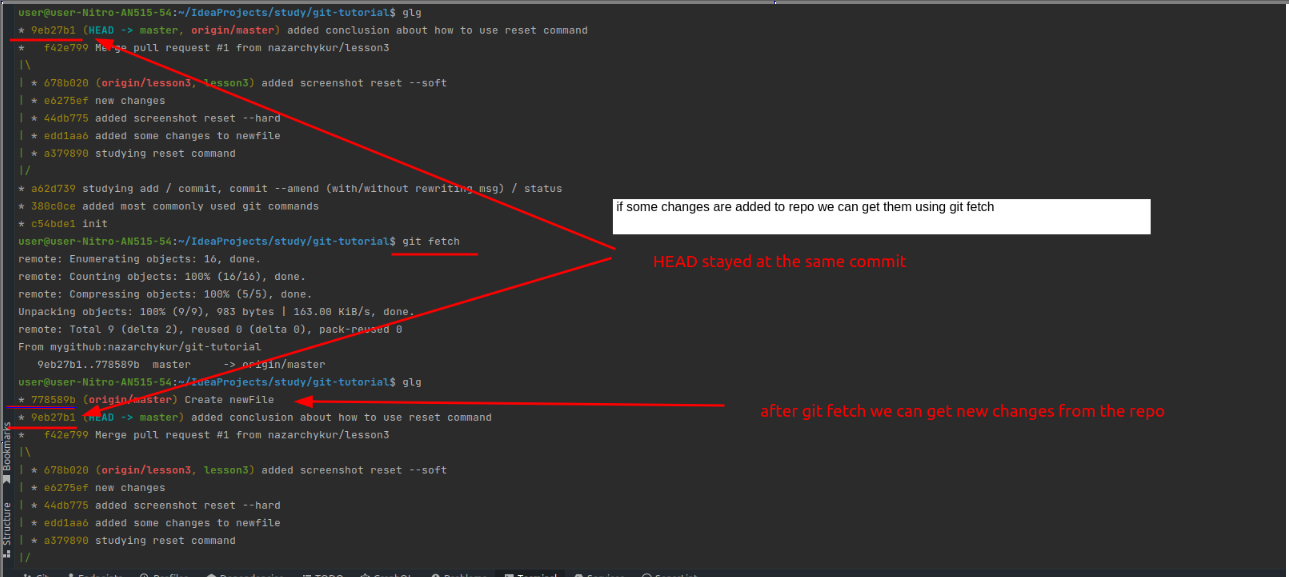 user@user-Nitro-AN515-54:~/IdeaProjects/study/git-tutorial$ glg
* 9eb27b1 (HEAD -> master, origin/master) added conclusion about how to use reset command
*   f42e799 Merge pull request #1 from nazarchykur/lesson3
|\
| * 678b020 (origin/lesson3, lesson3) added screenshot reset --soft
| * e6275ef new changes
| * 44db775 added screenshot reset --hard
| * edd1aa6 added some changes to newfile
| * a379890 studying reset command
|/
* a62d739 studying add / commit, commit --amend (with/without rewriting msg) / status
* 380c0ce added most commonly used git commands
if some changes are added to repo we can get them using git fetch
* c54bde1 init
user@user-Nitro-AN515-54:~/IdeaProjects/study/git-tutorial$ git fetch
remote: Enumerating objects: 16, done.
HEAD stayed at the same commit
remote: Counting objects: 100% (16/16), done.
remote: Compressing objects: 100% (5/5), done.
Unpacking objects: 100% (9/9), 983 bytes | 163.00 KiB/s, done.
remote: Total 9 (delta 2), reused 0 (delta 0), pack-reused 0
From mygithub:nazarchykur/git-tutorial
   9eb27b1..778589b  master     -> origin/master
user@user-Nitro-AN515-54:~/IdeaProjects/study/git-tutorial$ glg
* 778589b (origin/master) Create newFile
after git fetch we can get new changes from the repo
* 9eb27b1 (HEAD -> master) added conclusion about how to use reset command
*   f42e799 Merge pull request #1 from nazarchykur/lesson3
|\
| * 678b020 (origin/lesson3, lesson3) added screenshot reset --soft
| * e6275ef new changes
| * 44db775 added screenshot reset --hard
| * edd1aa6 added some changes to newfile
| * a379890 studying reset command
|/
Bookmarks
Structure